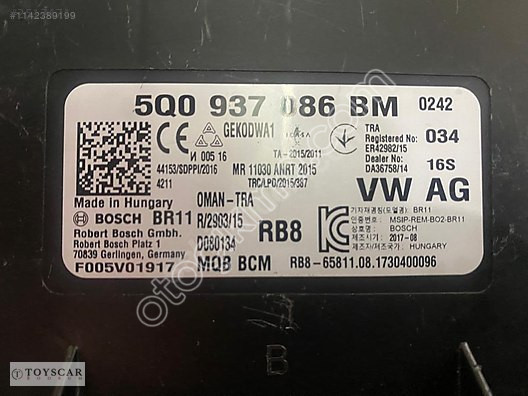 #1142389199
5Q0 937 086 BM 0242
GEKODWA1
TRA
Registered No: 034
ER42982/15
И 005 16
TA-2015/2011
Dealer No:
DA36758/14 16S
44153/SDPPI/2016
MR 11030 ANRT 2015
4211
TRC/LPD/2015/387
Made in Hungary
OMAN-TRA
VW AG
BOSCH BR11
R/2903/15
RB8
기자재명칭(모델명): BR11
인증번호: MSIP-REM-BO2-BR11
Robert Bosch Gmbh.
D080134
상호: BOSCH
Robert Bosch Platz 1
제조년월: 2017-08
70839 Gerlingen, Germany
제조국가: HUNGARY
F005V01917
MQB BCM
RB8-65811.08.1730400096
B
TOYSCAR